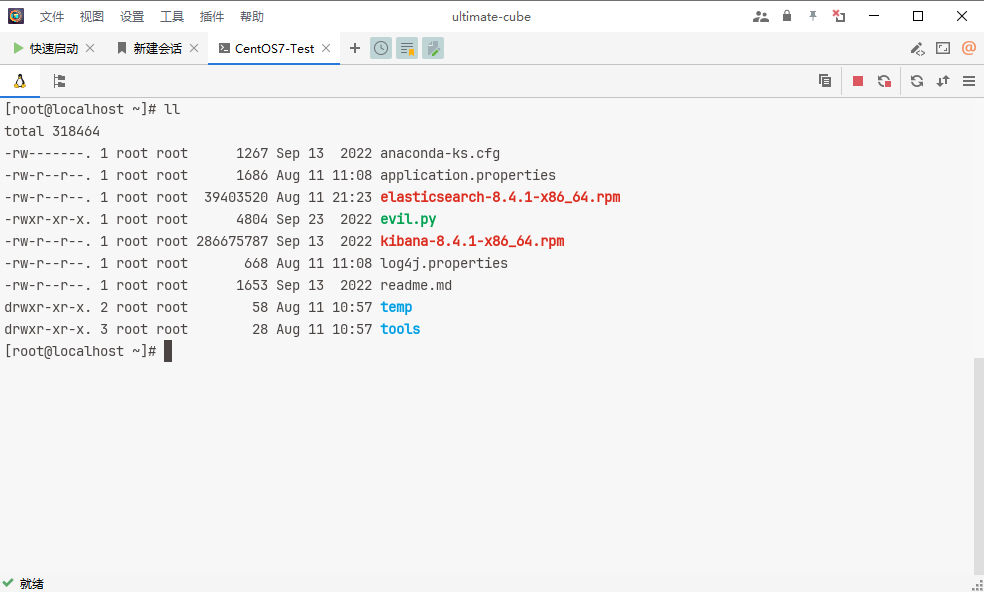 文件 视图 设置 工具 插件 帮助 ultimate-cube
快速启动 新建会话 CentOS7-Test
[root@localhost ~]# ll
total 318464
-rw-------. 1 root root      1267 Sep 13  2022 anaconda-ks.cfg
-rw-r--r--. 1 root root      1686 Aug 11 11:08 application.properties
-rw-r--r--. 1 root root  39403520 Aug 11 21:23 elasticsearch-8.4.1-x86_64.rpm
-rwxr-xr-x. 1 root root      4804 Sep 23  2022 evil.py
-rw-r--r--. 1 root root 286675787 Sep 13  2022 kibana-8.4.1-x86_64.rpm
-rw-r--r--. 1 root root       668 Aug 11 11:08 log4j.properties
-rw-r--r--. 1 root root      1653 Sep 13  2022 readme.md
drwxr-xr-x. 2 root root        58 Aug 11 10:57 temp
drwxr-xr-x. 3 root root        28 Aug 11 10:57 tools
[root@localhost ~]#
就绪